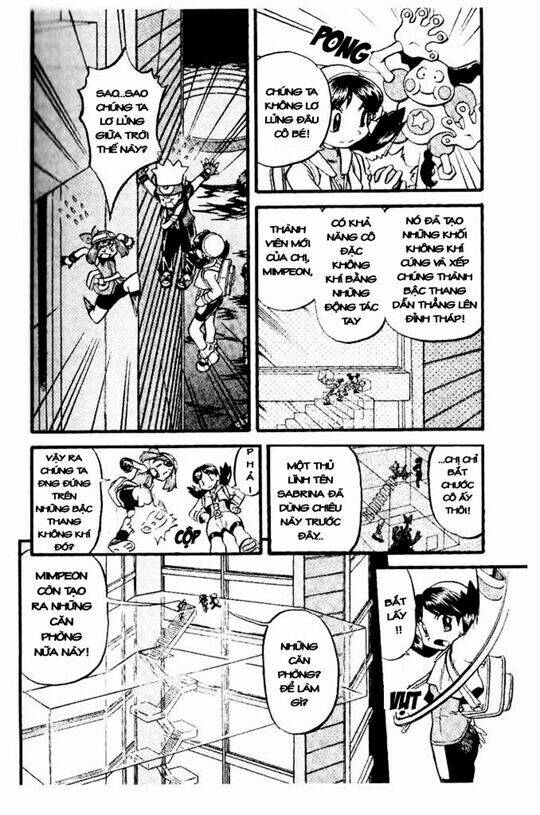 SAO...SAO
CHÚNG TA
LƠ LỬNG
GIỮA TRỜI
THẾ NÀY?
PONG
CHÚNG TA
KHÔNG LƠ
LỬNG ĐÂU
CÔ BÉ!
THÀNH
VIÊN MỚI
CỦA CHỊ,
MIMPEON,
CÓ KHẢ
NĂNG CÔ
ĐẶC
KHÔNG
KHÍ BẰNG
NHỮNG
ĐỘNG TÁC
TAY
NÓ ĐÃ TẠO
NHỮNG KHỐI
KHÔNG KHÍ
CỨNG VÀ XẾP
CHÚNG THÀNH
BẬC THANG
DẪN THẲNG LÊN
ĐỈNH THÁP!
VẬY RA
CHÚNG TA
ĐNG ĐỨNG
TRÊN
NHỮNG BẬC
THANG
KHÔNG KHÍ
ĐÓ?
PHẢI
CỘP
MỘT THỦ
LĨNH TÊN
SABRINA ĐÃ
DÙNG CHIÊU
NÀY TRƯỚC
ĐÂY..
...CHỊ CHỈ
BẮT
CHƯỚC
CÔ ẤY
THÔI!
MIMPEON
CÒN TẠO
RA NHỮNG
CĂN
PHÒNG
NỮA NÀY!
NHỮNG
CĂN
PHÒNG?
ĐỂ LÀM
GÌ?
BẮT
LẤY
!!
VỤT